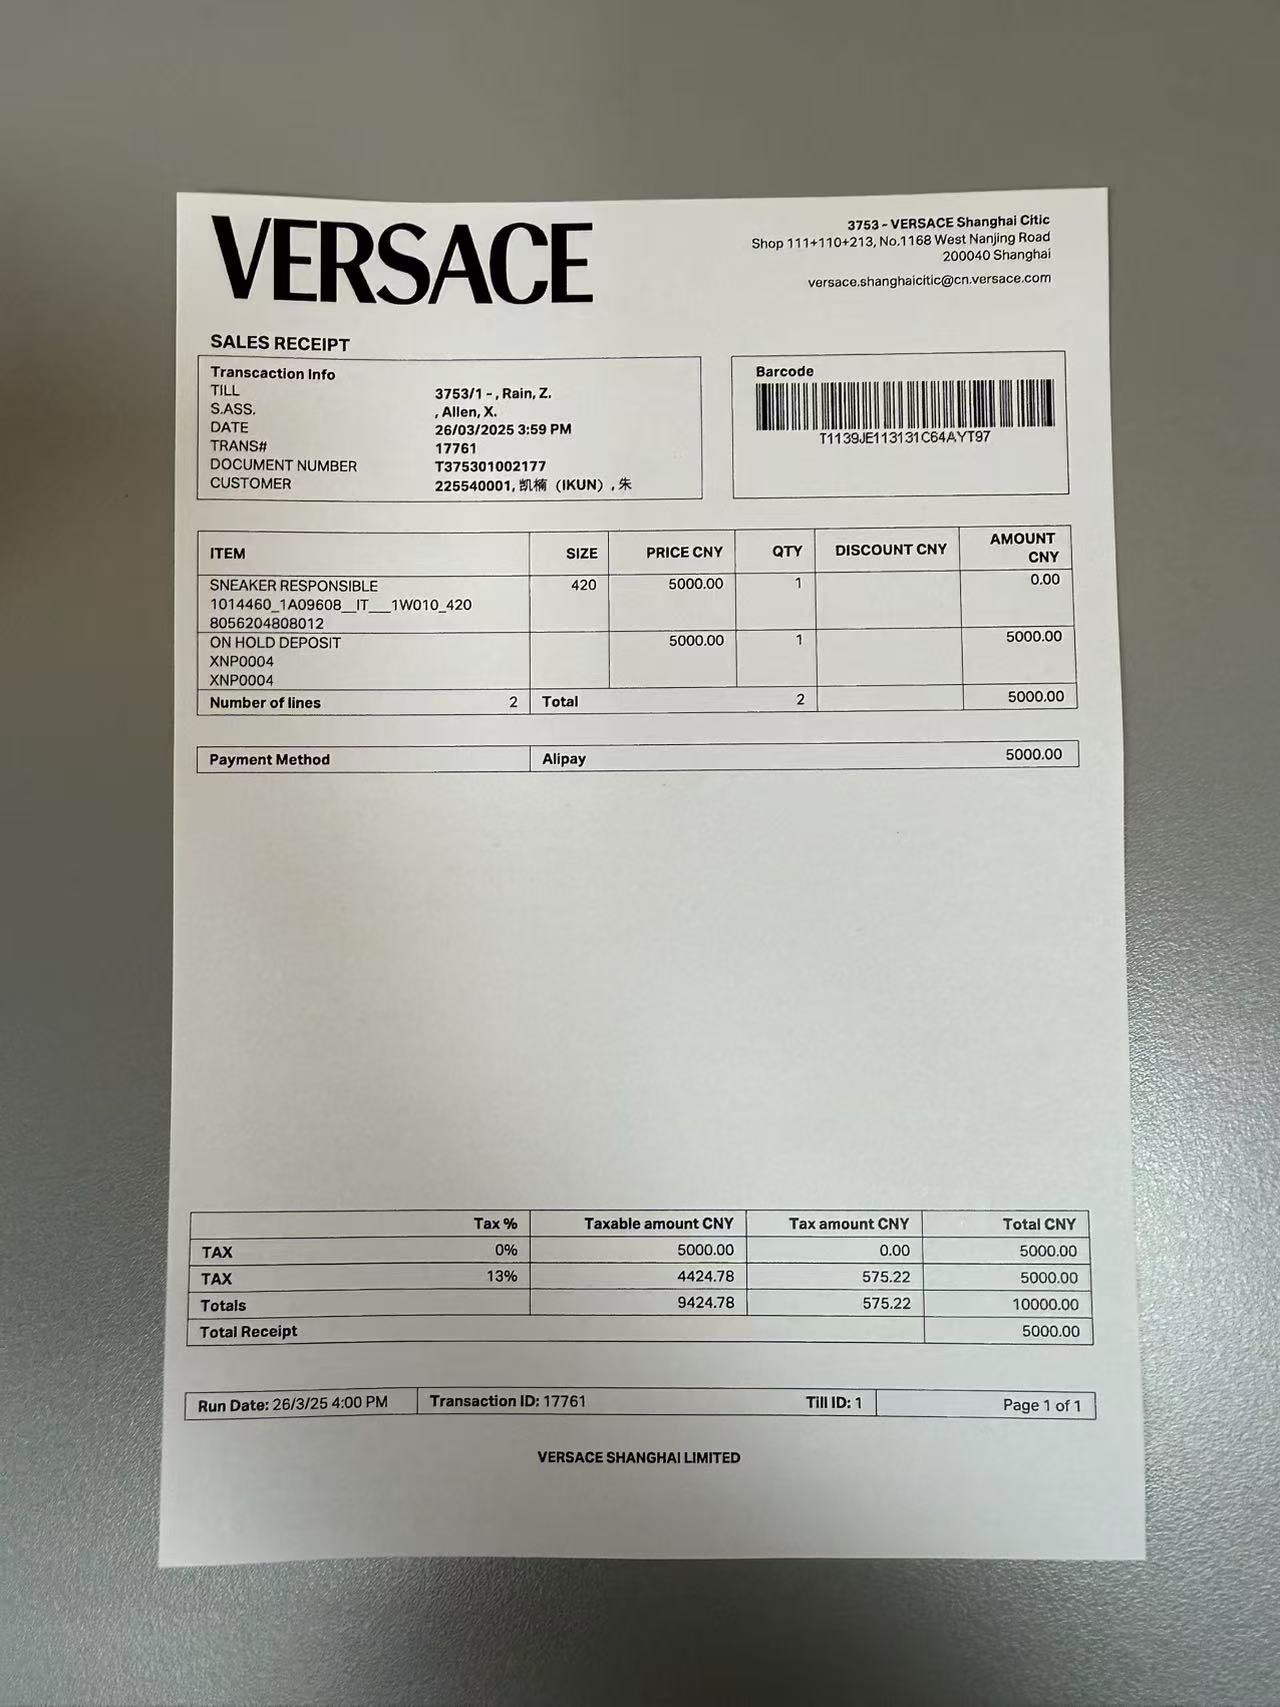 VERSACE
3753 - VERSACE Shanghai Citic
Shop 111+110+213, No.1168 West Nanjing Road
200040 Shanghai
versace.shanghaicitic@cn.versace.com
SALES RECEIPT
Transcaction Info
TILL 3753/1 - , Rain, Z.
S.ASS. , Allen, X.
DATE 26/03/2025 3:59 PM
TRANS# 17761
DOCUMENT NUMBER T375301002177
CUSTOMER 225540001, 凯楠（IKUN）, 朱
Barcode
T1139JE113131C64AYT97
ITEM SIZE PRICE CNY QTY DISCOUNT CNY AMOUNT CNY
SNEAKER RESPONSIBLE 420 5000.00 1 0.00
1014460_1A09608__IT___1W010_420
8056204808012
ON HOLD DEPOSIT 5000.00 1 5000.00
XNP0004
XNP0004
Number of lines 2 Total 2 5000.00
Payment Method Alipay 5000.00
Tax % Taxable amount CNY Tax amount CNY Total CNY
TAX 0% 5000.00 0.00 5000.00
TAX 13% 4424.78 575.22 5000.00
Totals 9424.78 575.22 10000.00
Total Receipt 5000.00
Run Date: 26/3/25 4:00 PM Transaction ID: 17761 Till ID: 1 Page 1 of 1
VERSACE SHANGHAI LIMITED